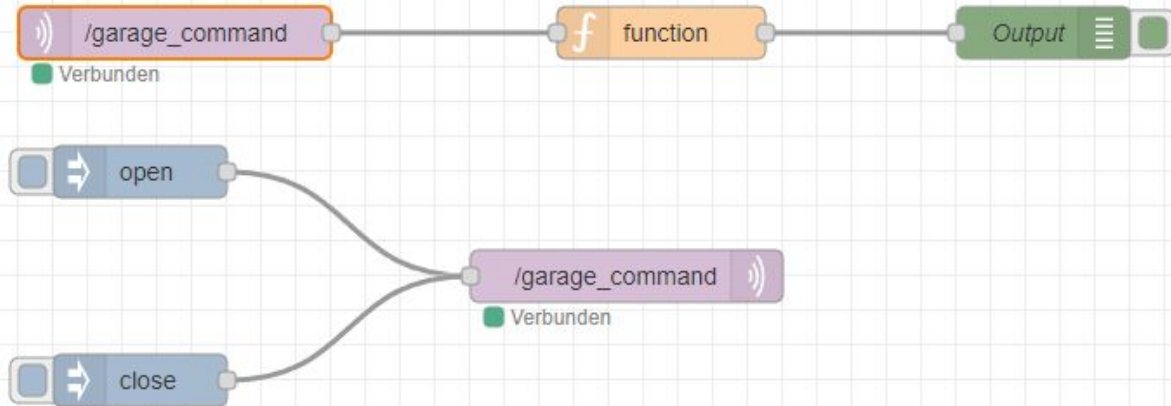 /garage_command
function
Output
Verbunden
open
/garage_command
Verbunden
close